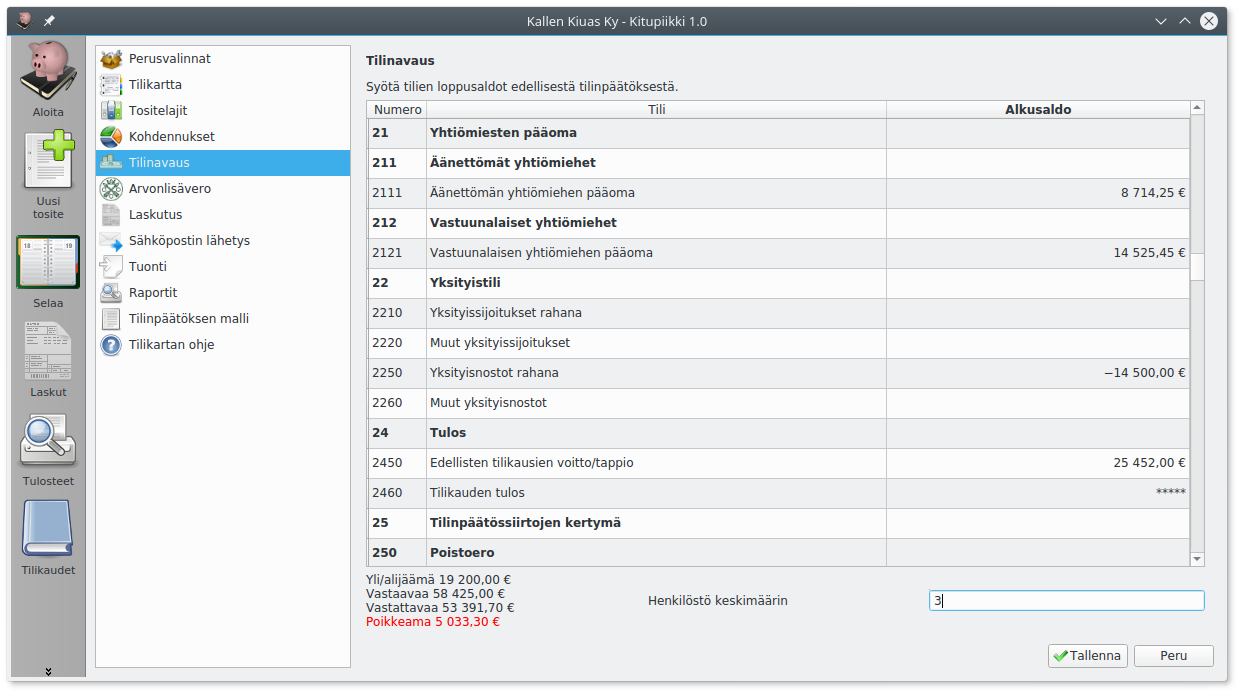 Kallen Kiuas Ky - Kitupiikki 1.0
Aloita
Uusi
tosite
Selaa
Laskut
Tulosteet
Tilikaudet
Perusvalinnat
Tilikartta
Tositelajit
Kohdennukset
Tilinavaus
Arvonlisävero
Laskutus
Sähköpostin lähetys
Tuonti
Raportit
Tilinpäätöksen malli
Tilikartan ohje
Tilinavaus
Syötä tilien loppusaldot edellisestä tilinpäätöksestä.
Numero Tili Alkusaldo
21 Yhtiömiesten pääoma
211 Äänettömät yhtiömiehet
2111 Äänettömän yhtiömiehen pääoma 8 714,25 €
212 Vastuunalaiset yhtiömiehet
2121 Vastuunalaisen yhtiömiehen pääoma 14 525,45 €
22 Yksityistili
2210 Yksityissijoitukset rahana
2220 Muut yksityissijoitukset
2250 Yksityisnostot rahana −14 500,00 €
2260 Muut yksityisnostot
24 Tulos
2450 Edellisten tilikausien voitto/tappio 25 452,00 €
2460 Tilikauden tulos *****
25 Tilinpäätössiirtojen kertymä
250 Poistoero
Yli/alijäämä 19 200,00 €
Vastaavaa 58 425,00 €
Vastattavaa 53 391,70 €
Poikkeama 5 033,30 €
Henkilöstö keskimäärin 3
Tallenna Peru